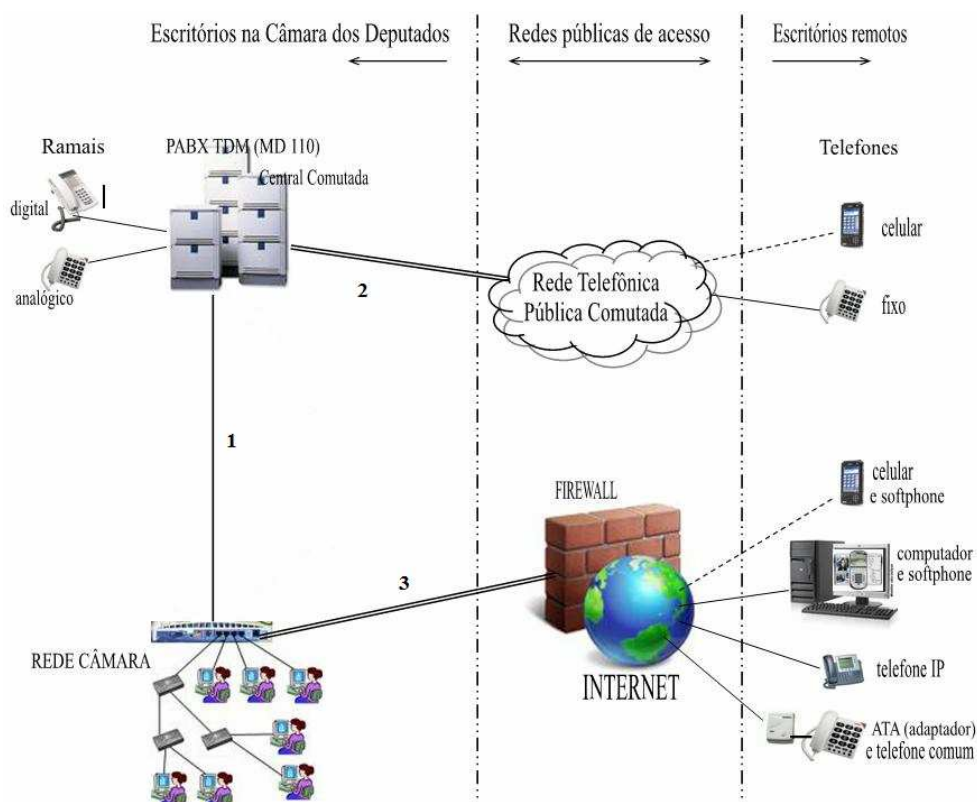 Escritórios na Câmara dos Deputados
Redes públicas de acesso
Escritórios remotos
Ramais
PABX TDM (MD 110)
Central Comutada
Telefones
digital
analógico
2
Rede Telefônica
Pública Comutada
celular
fixo
1
FIREWALL
celular
e softphone
3
computador
e softphone
REDE CÂMARA
INTERNET
telefone IP
ATA (adaptador)
e telefone comum